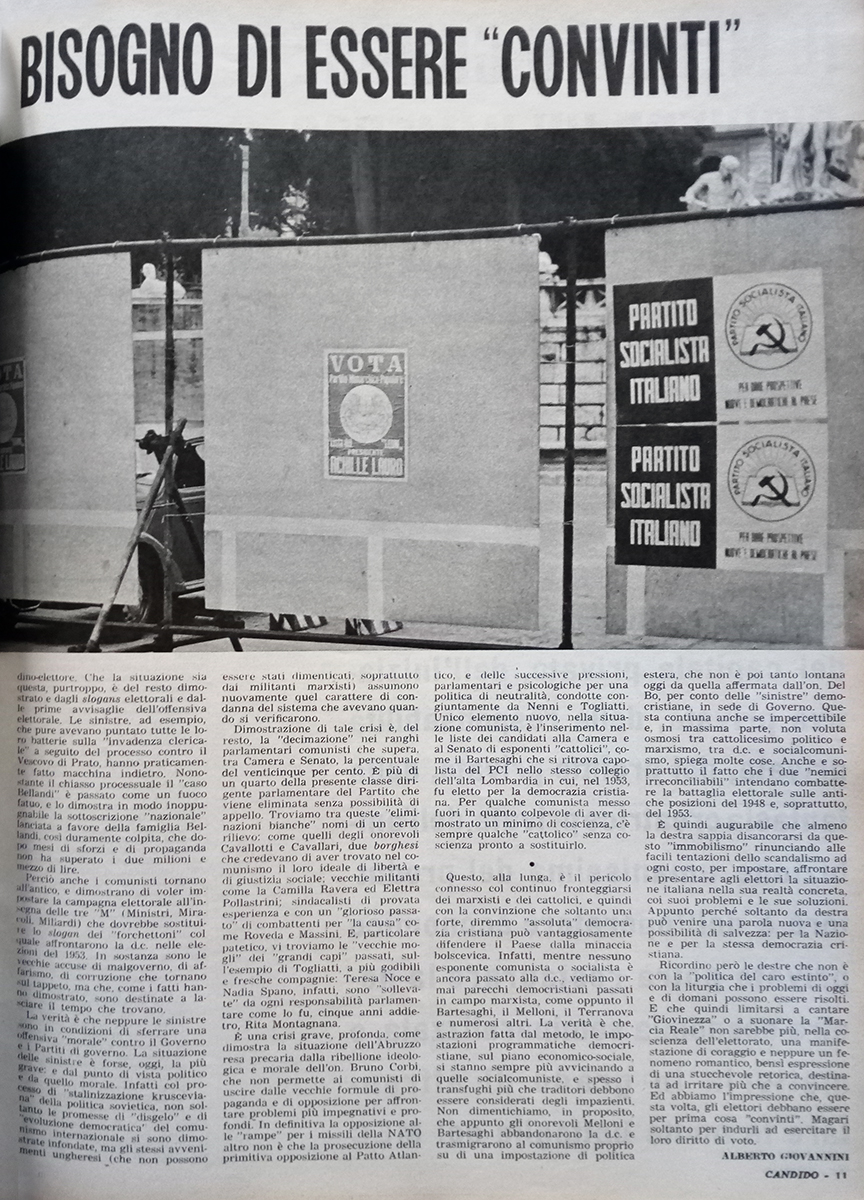 BISOGNO DI ESSERE "CONVINTI"
VOTA
Partito Monarchico Popolare
PRESIDENTE
ACHILLE LAURO
PARTITO
SOCIALISTA
ITALIANO
PARTITO SOCIALISTA ITALIANO
PER DARE PROSPETTIVE
NUOVE E DEMOCRATICHE AL PAESE
PARTITO
SOCIALISTA
ITALIANO
PARTITO SOCIALISTA ITALIANO
PER DARE PROSPETTIVE
NUOVE E DEMOCRATICHE AL PAESE
dimo-elettore. Che la situazione sia
questa, purtroppo, è del resto dimo-
strato e dagli slogans elettorali e dal-
le prime avvisaglie dell'offensiva
elettorale. Le sinistre, ad esempio,
che pure avevano puntato tutte le lo-
ro batterie sulla "invadenza clerica-
le" a seguito del processo contro il
Vescovo di Prato, hanno praticamen-
te fatto macchina indietro. Nono-
stante il chiasso processuale il "caso
Bellandi" è passato come un fuoco
fatuo, e lo dimostra in modo inoppu-
gnabile la sottoscrizione "nazionale"
lanciata a favore della famiglia Bel-
landi, così duramente colpita, che do-
po mesi di sforzi e di propaganda
non ha superato i due milioni e
mezzo di lire.
Perciò anche i comunisti tornano
all'antico, e dimostrano di voler im-
postare la campagna elettorale all'in-
segna delle tre "M" (Ministri, Mira-
coli, Miliardi) che dovrebbe sostitui-
re lo slogan dei "forchettoni" col
quale affrontarono la d.c. nelle ele-
zioni del 1953. In sostanza sono le
vecchie accuse di malgoverno, di af-
farismo, di corruzione che tornano
sul tappeto, ma che, come i fatti han-
no dimostrato, sono destinate a la-
sciare il tempo che trovano.
La verità è che neppure le sinistre
sono in condizioni di sferrare una
offensiva "morale" contro il Governo
e i Partiti di governo. La situazione
delle sinistre è forse, oggi, la più
grave; e dal punto di vista politico
e da quello morale. Infatti col pro-
cesso di "stalinizzazione kruscevia-
na" della politica sovietica, non sol-
tanto le promesse di "disgelo" e di
"evoluzione democratica" del comu-
nismo internazionale si sono dimo-
strate infondate, ma gli stessi avveni-
menti ungheresi (che non possono
essere stati dimenticati, soprattutto
dai militanti marxisti) assumono
nuovamente quel carattere di con-
danna del sistema che avevano quan-
do si verificarono.
Dimostrazione di tale crisi è, del
resto, la "decimazione" nei ranghi
parlamentari comunisti che supera,
tra Camera e Senato, la percentuale
del venticinque per cento. È più di
un quarto della presente classe diri-
gente parlamentare del Partito che
viene eliminata senza possibilità di
appello. Troviamo tra queste "elimi-
nazioni bianche" nomi di un certo
rilievo: come quelli degli onorevoli
Cavallotti e Cavallari, due borghesi
che credevano di aver trovato nel co-
munismo il loro ideale di libertà e
di giustizia sociale; vecchie militanti
come la Camilla Ravera ed Elettra
Pollastrini; sindacalisti di provata
esperienza e con un "glorioso passa-
to" di combattenti per "la causa" co-
me Roveda e Massini. E, particolare
patetico, vi troviamo le "vecchie mo-
gli" dei "grandi capi" passati, sul-
l'esempio di Togliatti, a più godibili
e fresche compagnie: Teresa Noce e
Nadia Spano, infatti, sono "solleva-
te" da ogni responsabilità parlamen-
tare come lo fu, cinque anni addie-
tro, Rita Montagnana.
È una crisi grave, profonda, come
dimostra la situazione dell'Abruzzo
resa precaria dalla ribellione ideolo-
gica e morale dell'on. Bruno Corbi,
che non permette ai comunisti di
uscire dalle vecchie formule di pro-
paganda e di opposizione per affron-
tare problemi più impegnativi e pro-
fondi. In definitiva la opposizione al-
le "rampe" per i missili della NATO
altro non è che la prosecuzione della
primitiva opposizione al Patto Atlan-
tico, e delle successive pressioni,
parlamentari e psicologiche per una
politica di neutralità, condotte con-
giuntamente da Nenni e Togliatti.
Unico elemento nuovo, nella situa-
zione comunista, è l'inserimento nel-
le liste dei candidati alla Camera e
al Senato di esponenti "cattolici", co-
me il Bartesaghi che si ritrova capo-
lista del PCI nello stesso collegio
dell'alta Lombardia in cui, nel 1953,
fu eletto per la democrazia cristia-
na. Per qualche comunista messo
fuori in quanto colpevole di aver di-
mostrato un minimo di coscienza, c'è
sempre qualche "cattolico" senza co-
scienza pronto a sostituirlo.
•
Questo, alla lunga, è il pericolo
connesso col continuo fronteggiarsi
dei marxisti e dei cattolici, e quindi
con la convinzione che soltanto una
forte, diremmo "assoluta" democra-
zia cristiana può vantaggiosamente
difendere il Paese dalla minaccia
bolscevica. Infatti, mentre nessuno
esponente comunista o socialista è
ancora passato alla d.c., vediamo or-
mai parecchi democristiani passati
in campo marxista, come oppunto il
Bartesaghi, il Melloni, il Terranova
e numerosi altri. La verità è che,
astrazion fatta dal metodo, le impo-
stazioni programmatiche democri-
stiane, sul piano economico-sociale,
si stanno sempre più avvicinando a
quelle socialcomuniste, e spesso i
transfughi più che traditori debbono
essere considerati degli impazienti.
Non dimentichiamo, in proposito,
che appunto gli onorevoli Melloni e
Bartesaghi abbandonarono la d.c. e
trasmigrarono al comunismo proprio
su di una impostazione di politica
estera, che non è poi tanto lontana
oggi da quella affermata dall'on. Del
Bo, per conto delle "sinistre" demo-
cristiane, in sede di Governo. Que-
sta contiua anche se impercettibile
e, in massima parte, non voluta
osmosi tra cattolicesimo politico e
marxismo, tra d.c. e socialcomuni-
smo, spiega molte cose. Anche e so-
prattutto il fatto che i due "nemici
irreconciliabili" intendano combatte-
re la battaglia elettorale sulle anti-
che posizioni del 1948 e, soprattutto,
del 1953.
È quindi augurabile che almeno
la destra sappia disancorarsi da que-
sto "immobilismo" rinunciando alle
facili tentazioni dello scandalismo ad
ogni costo, per impostare, affrontare
e presentare agli elettori la situazio-
ne italiana nella sua realtà concreta,
coi suoi problemi e le sue soluzioni.
Appunto perché soltanto da destra
può venire una parola nuova e una
possibilità di salvezza: per la Nazio-
ne e per la stessa democrazia cri-
stiana.
Ricordino però le destre che non è
con la "politica del caro estinto", o
con la liturgia che i problemi di oggi
e di domani possono essere risolti.
E che quindi limitarsi a cantare
"Giovinezza" o a suonare la "Mar-
cia Reale" non sarebbe più, nella co-
scienza dell'elettorato, una manife-
stazione di coraggio e neppure un fe-
nomeno romantico, bensì espressione
di una stucchevole retorica, destina-
ta ad irritare più che a convincere.
Ed abbiamo l'impressione che, que-
sta volta, gli elettori debbano essere
per prima cosa "convinti". Magari
soltanto per indurli ad esercitare il
loro diritto di voto.
ALBERTO GIOVANNINI
CANDIDO - 11